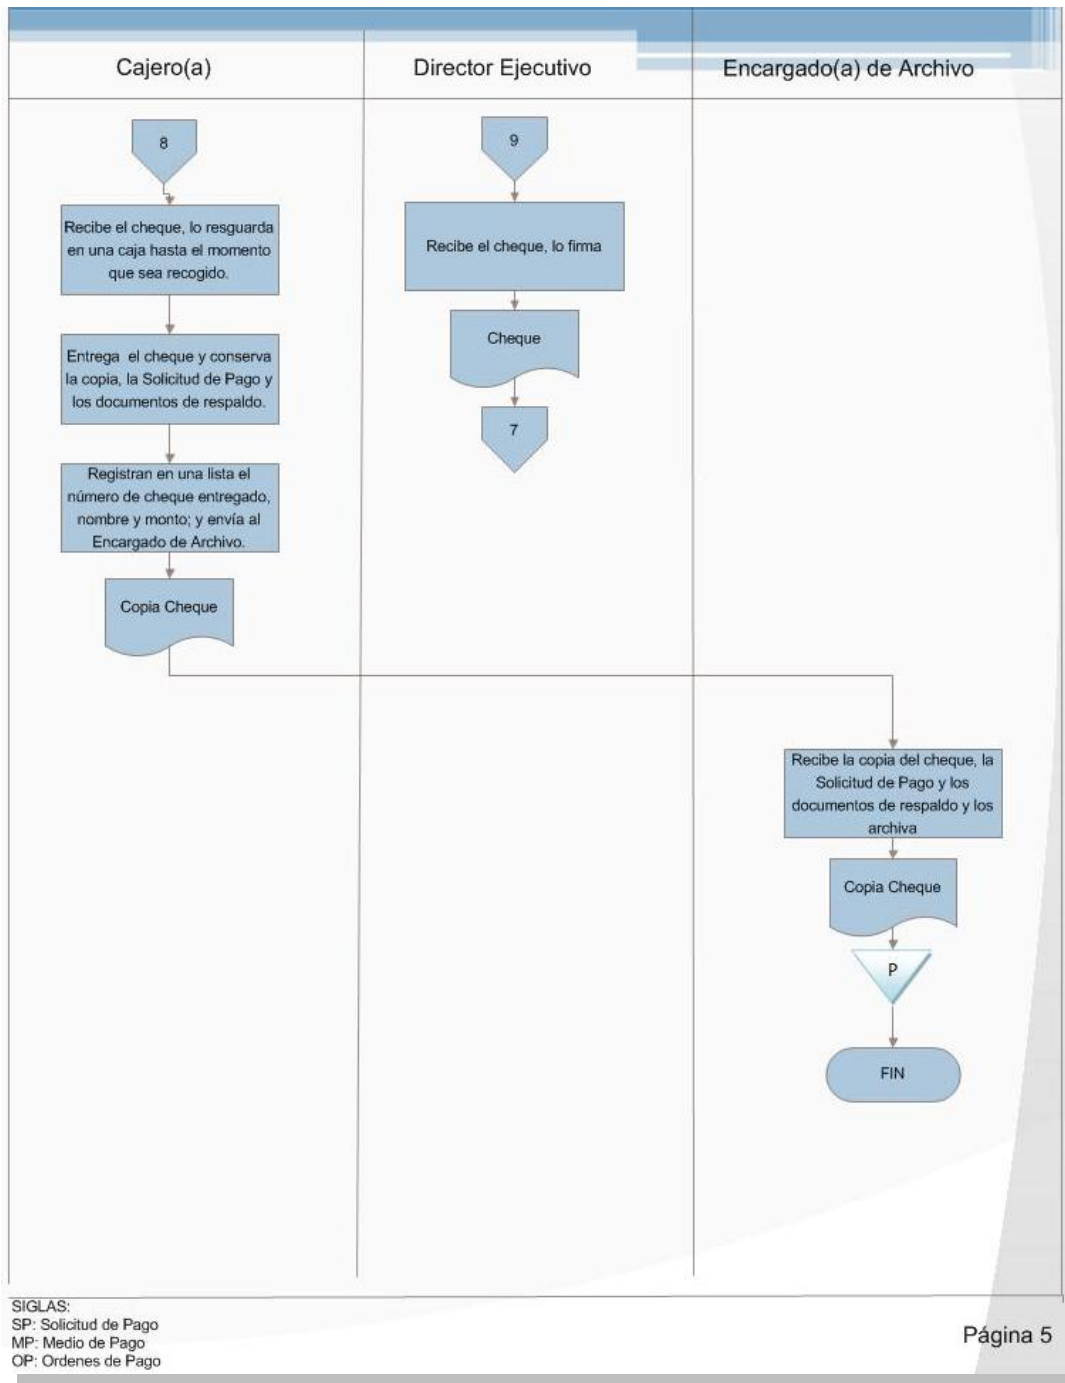 Cajero(a)
Director Ejecutivo
Encargado(a) de Archivo
8
Recibe el cheque, lo resguarda
en una caja hasta el momento
que sea recogido.
Entrega el cheque y conserva
la copia, la Solicitud de Pago y
los documentos de respaldo.
Registran en una lista el
número de cheque entregado,
nombre y monto; y envía al
Encargado de Archivo.
Copia Cheque
9
Recibe el cheque, lo firma
Cheque
7
Recibe la copia del cheque, la
Solicitud de Pago y los
documentos de respaldo y los
archiva
Copia Cheque
P
FIN
SIGLAS:
SP: Solicitud de Pago
MP: Medio de Pago
OP: Ordenes de Pago
Página 5